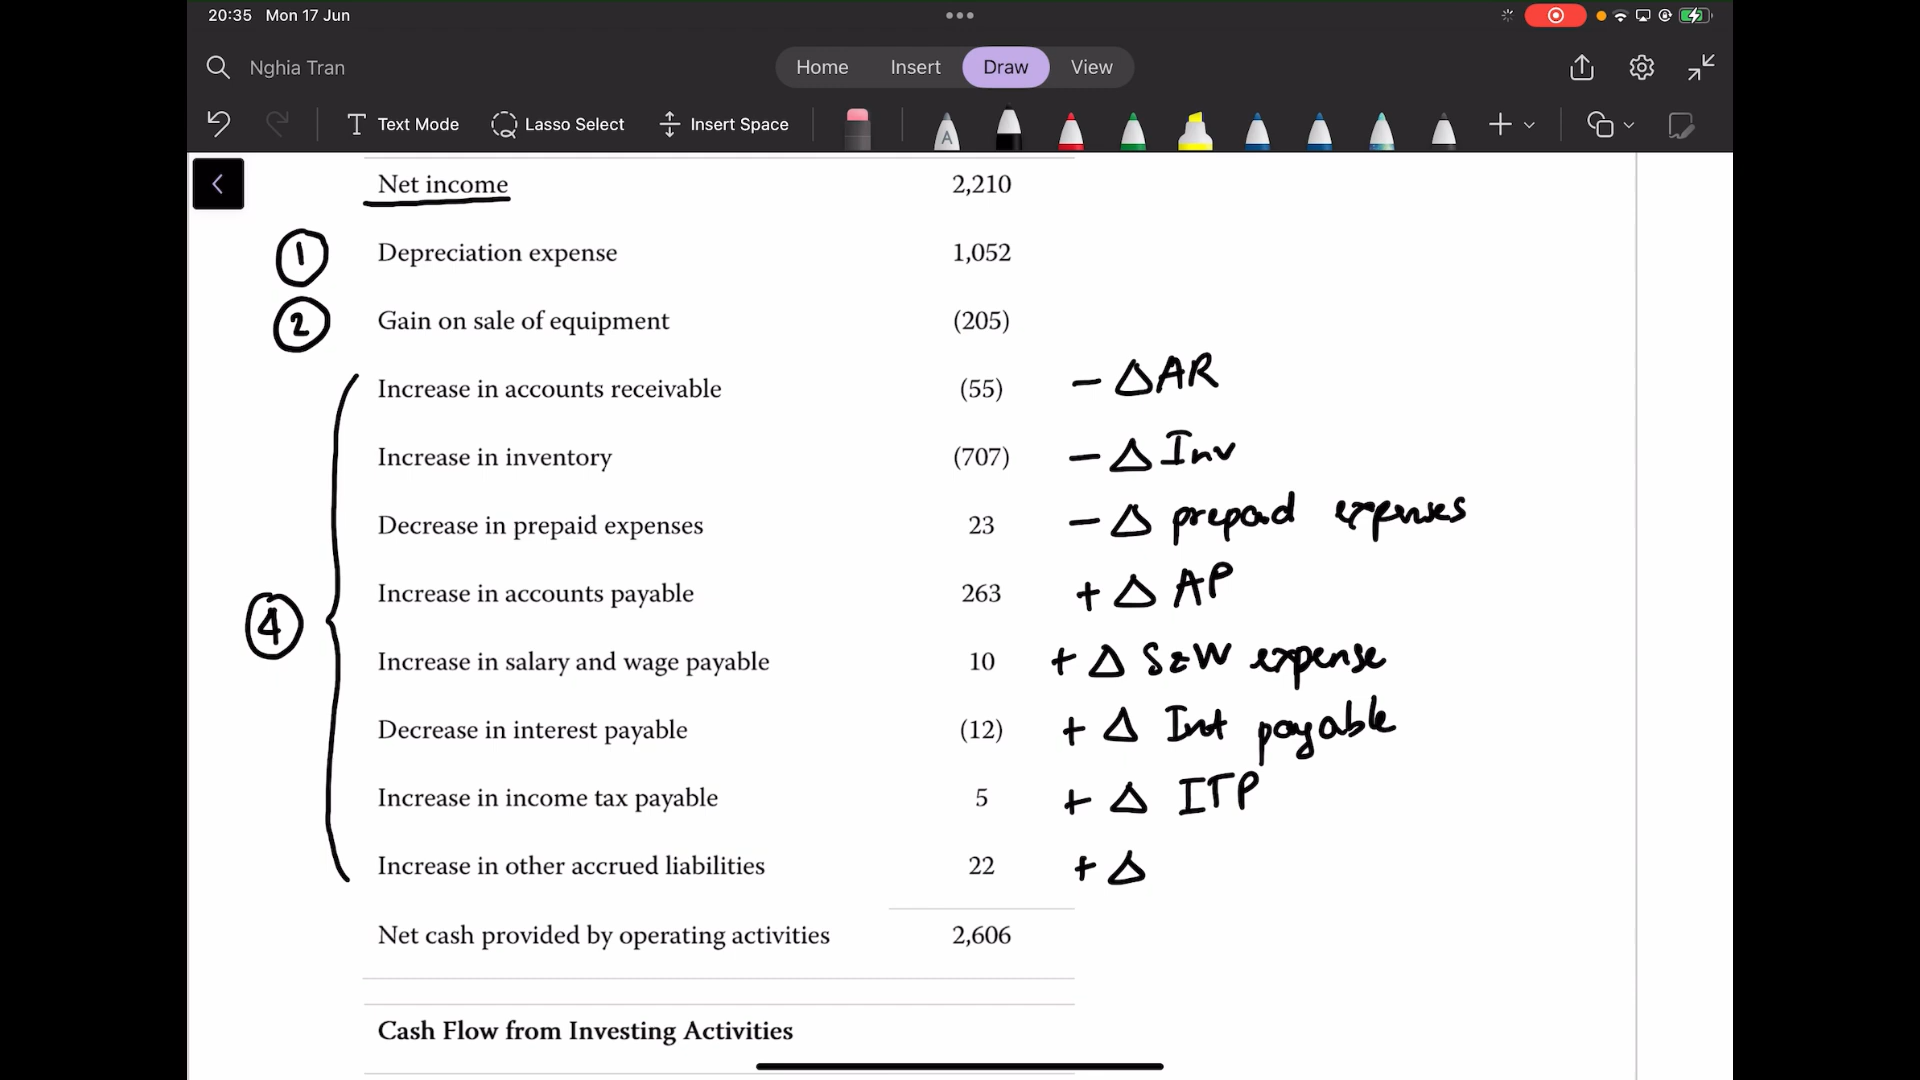 20:35 Mon 17 Jun
Nghia Tran
Home Insert Draw View
Text Mode Lasso Select Insert Space
A
Net income 2,210
1 Depreciation expense 1,052
2 Gain on sale of equipment (205)
Increase in accounts receivable (55) - Δ AR
Increase in inventory (707) - Δ Inv
Decrease in prepaid expenses 23 - Δ prepaid expenses
Increase in accounts payable 263 + Δ AP
4
Increase in salary and wage payable 10 + Δ S&W expense
Decrease in interest payable (12) + Δ Int payable
Increase in income tax payable 5 + Δ ITP
Increase in other accrued liabilities 22 + Δ
Net cash provided by operating activities 2,606
Cash Flow from Investing Activities